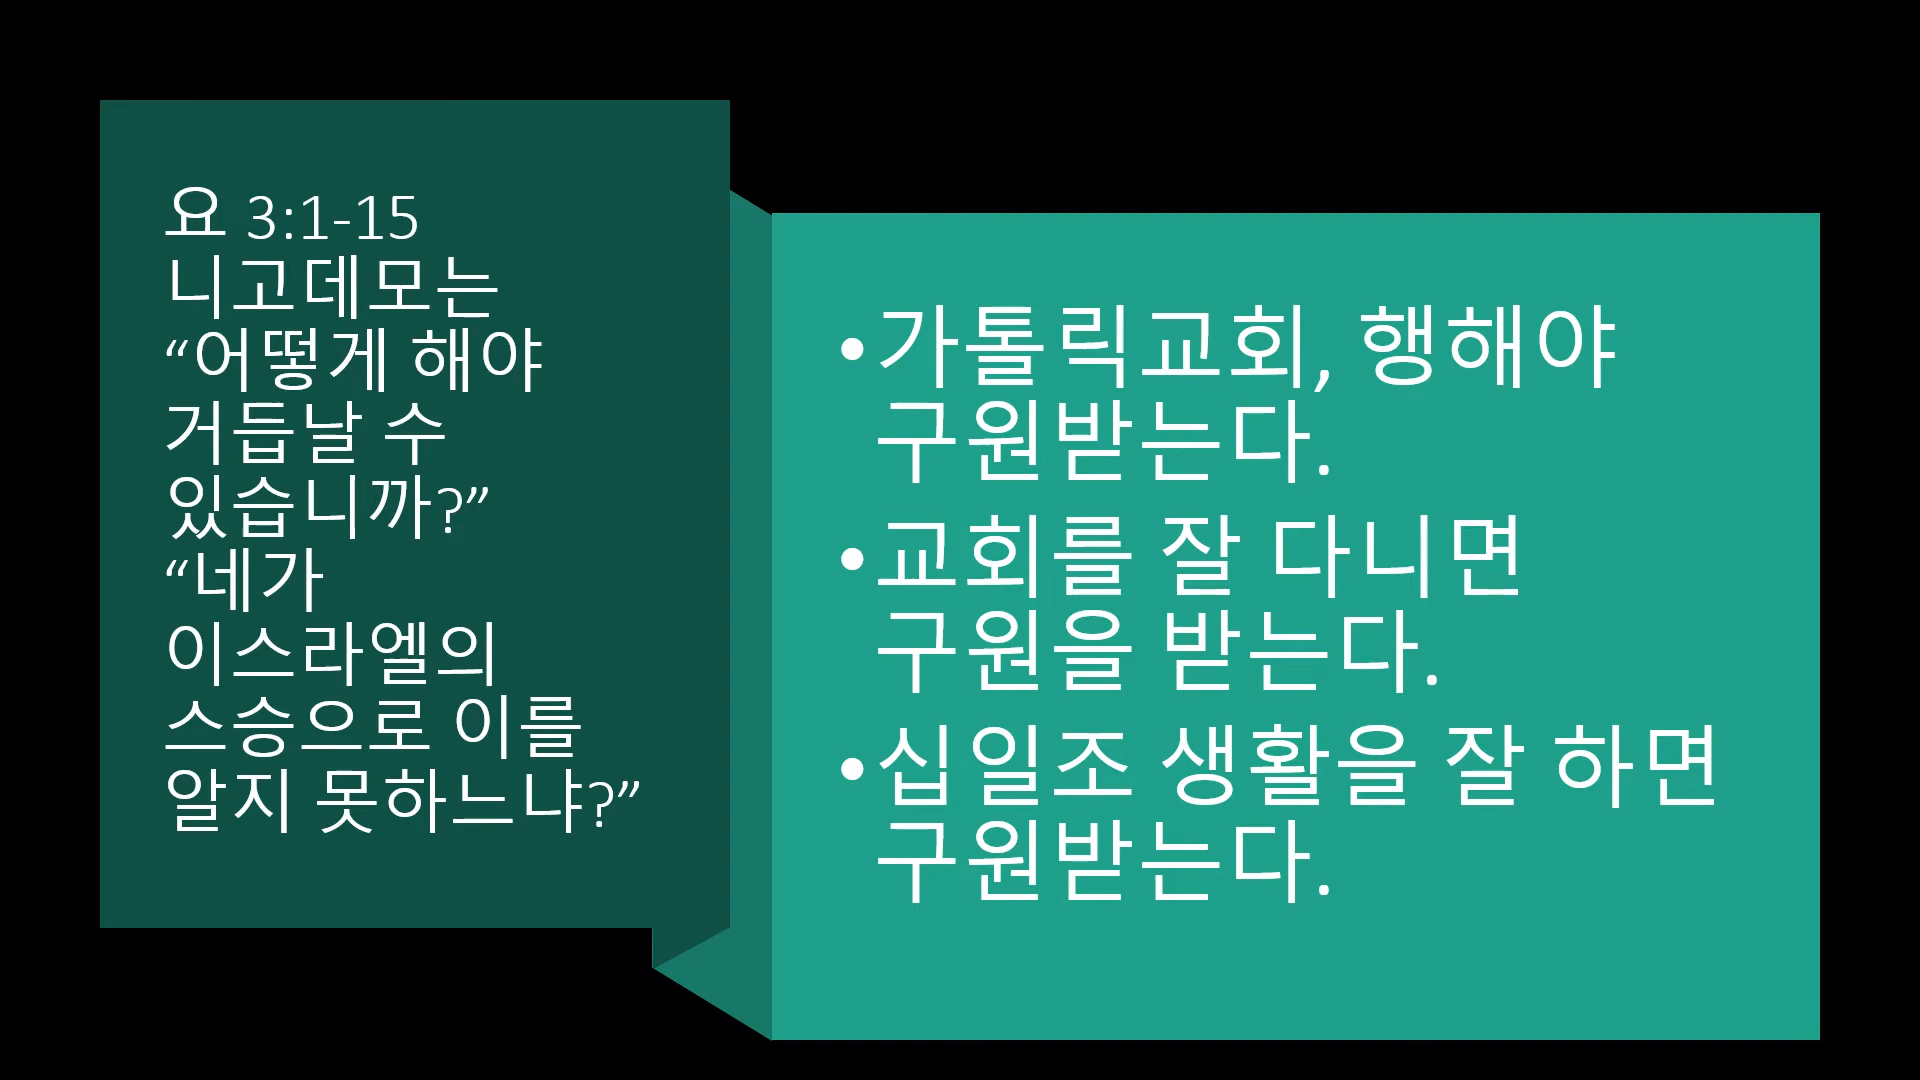 요 3:1-15
니고데모는
“어떻게 해야
거듭날 수
있습니까?”
“네가
이스라엘의
스승으로 이를
알지 못하느냐?”
•가톨릭교회, 행해야
구원받는다.
•교회를 잘 다니면
구원을 받는다.
•십일조 생활을 잘 하면
구원받는다.